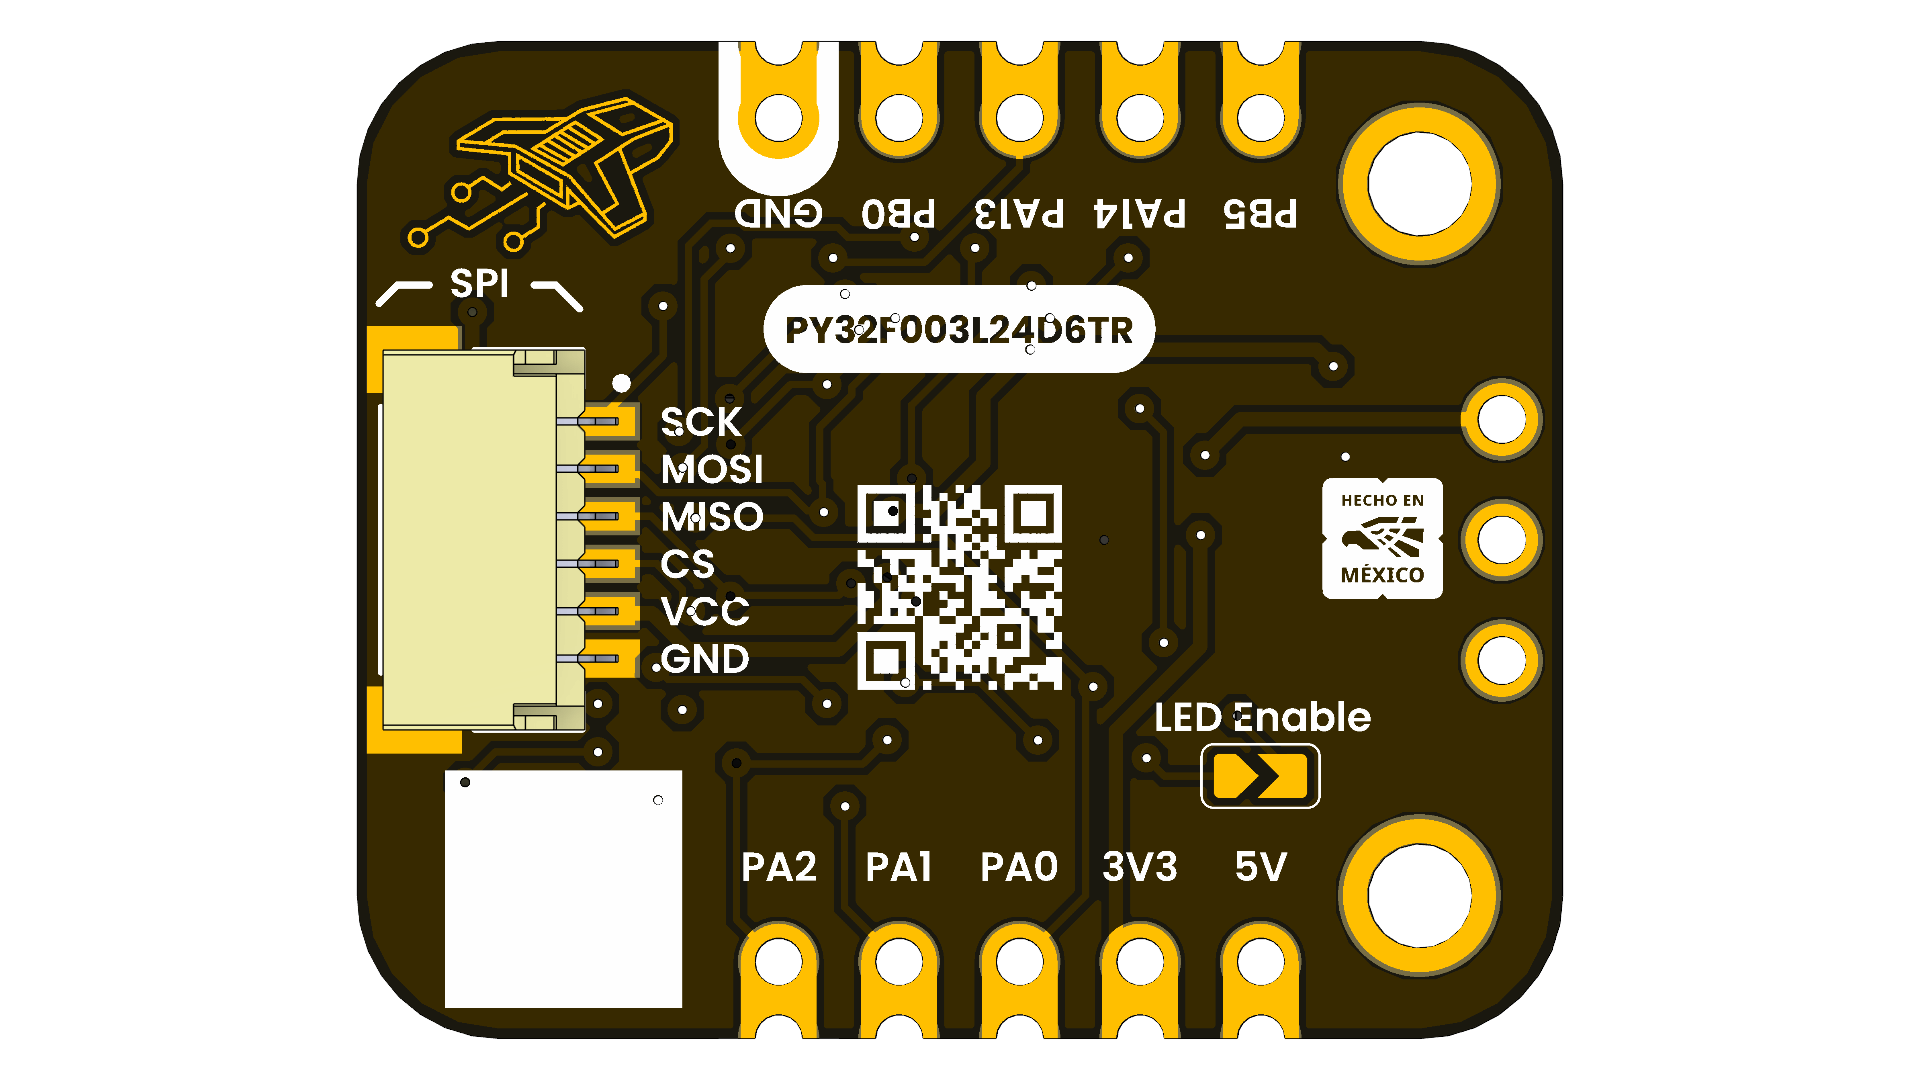 GND PB0 PA13 PA14 PB5
SPI
PY32F003L24D6TR
SCK
MOSI
MISO
CS
VCC
GND
HECHO EN
MÉXICO
LED Enable
PA2 PA1 PA0 3V3 5V